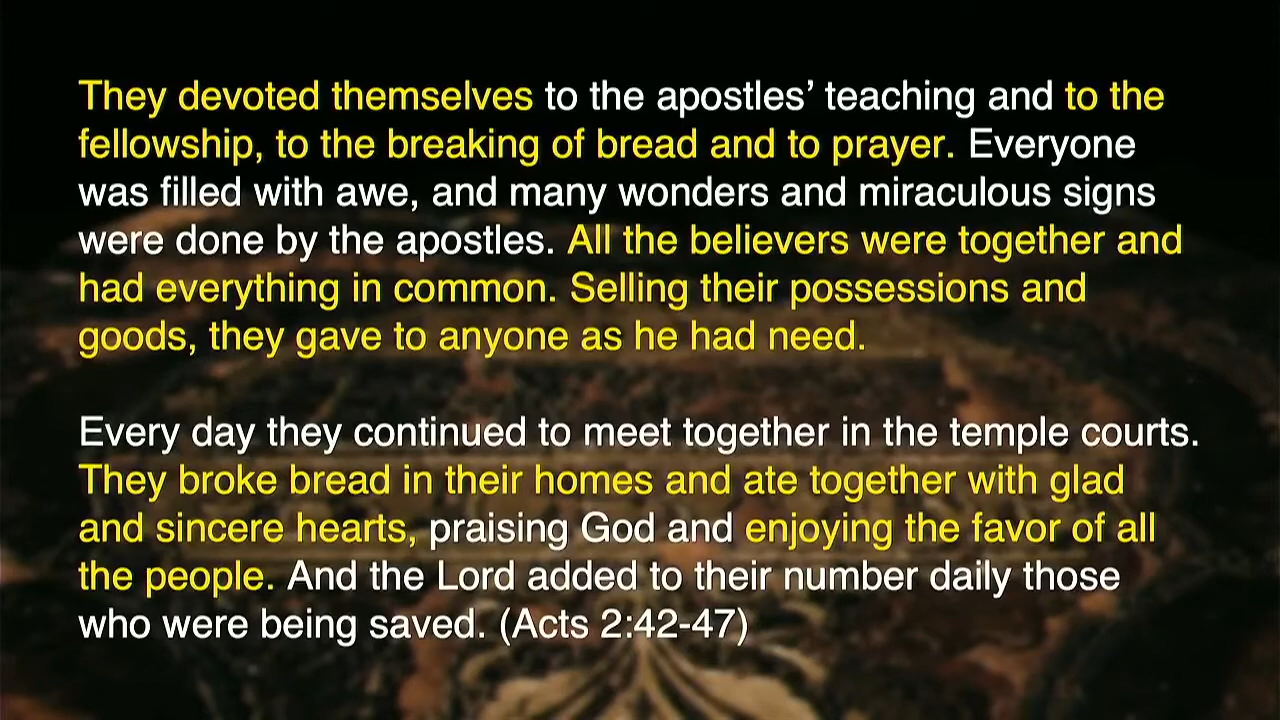 They devoted themselves to the apostles’ teaching and to the
fellowship, to the breaking of bread and to prayer. Everyone
was filled with awe, and many wonders and miraculous signs
were done by the apostles. All the believers were together and
had everything in common. Selling their possessions and
goods, they gave to anyone as he had need.
Every day they continued to meet together in the temple courts.
They broke bread in their homes and ate together with glad
and sincere hearts, praising God and enjoying the favor of all
the people. And the Lord added to their number daily those
who were being saved. (Acts 2:42-47)